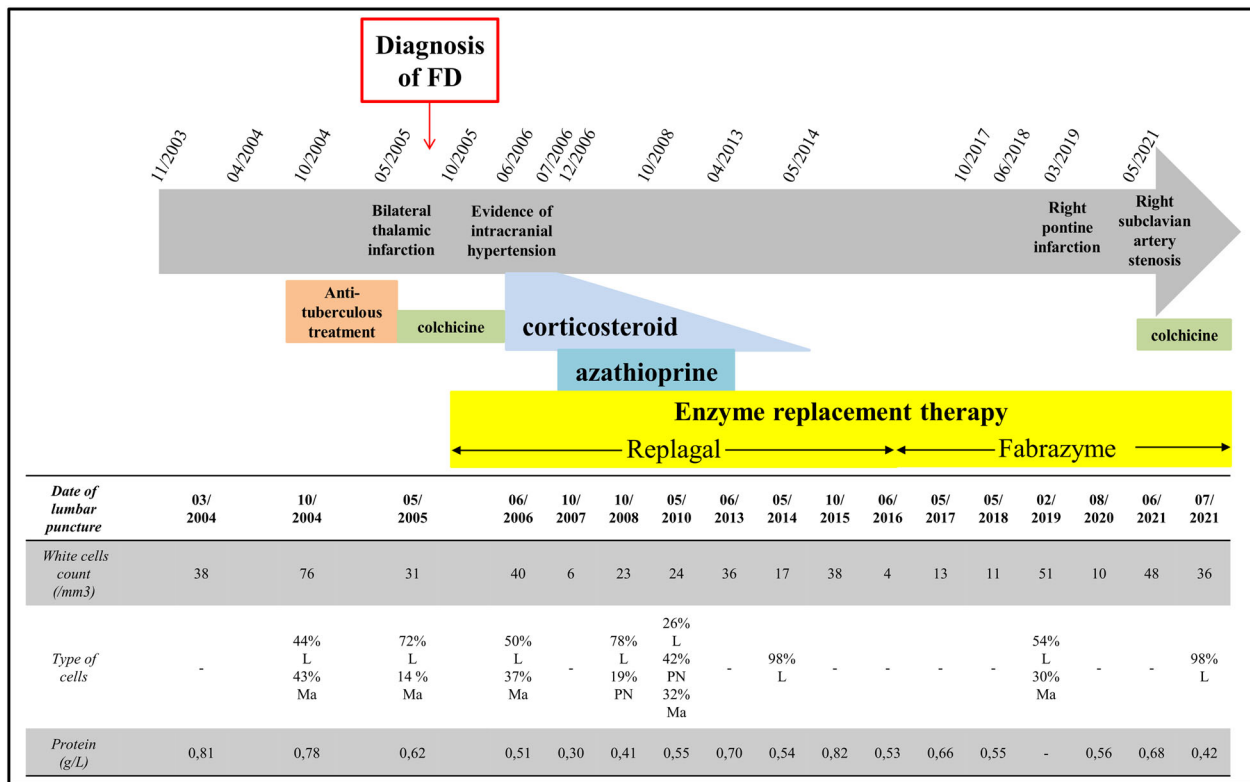 Diagnosis
of FD
11/2003
04/2004
10/2004
05/2005
10/2005
06/2006
07/2006
12/2006
10/2008
04/2013
05/2014
10/2017
06/2018
03/2019
05/2021
Bilateral
thalamic
infarction
Evidence of
intracranial
hypertension
Right
pontine
infarction
Right
subclavian
artery
stenosis
Anti-
tuberculous
treatment
colchicine
corticosteroid
colchicine
azathioprine
Enzyme replacement therapy
Replagal Fabrazyme
Date of
lumbar
puncture
03/
2004
10/
2004
05/
2005
06/
2006
10/
2007
10/
2008
05/
2010
06/
2013
05/
2014
10/
2015
06/
2016
05/
2017
05/
2018
02/
2019
08/
2020
06/
2021
07/
2021
White cells
count
(/mm3)
38 76 31 40 6 23 24 36 17 38 4 13 11 51 10 48 36
Type of
cells
-
44%
L
43%
Ma
72%
L
14 %
Ma
50%
L
37%
Ma
-
78%
L
19%
PN
26%
L
42%
PN
32%
Ma
-
98%
L
-
-
-
-
54%
L
30%
Ma
-
-
98%
L
Protein
(g/L)
0,81 0,78 0,62 0,51 0,30 0,41 0,55 0,70 0,54 0,82 0,53 0,66 0,55 - 0,56 0,68 0,42